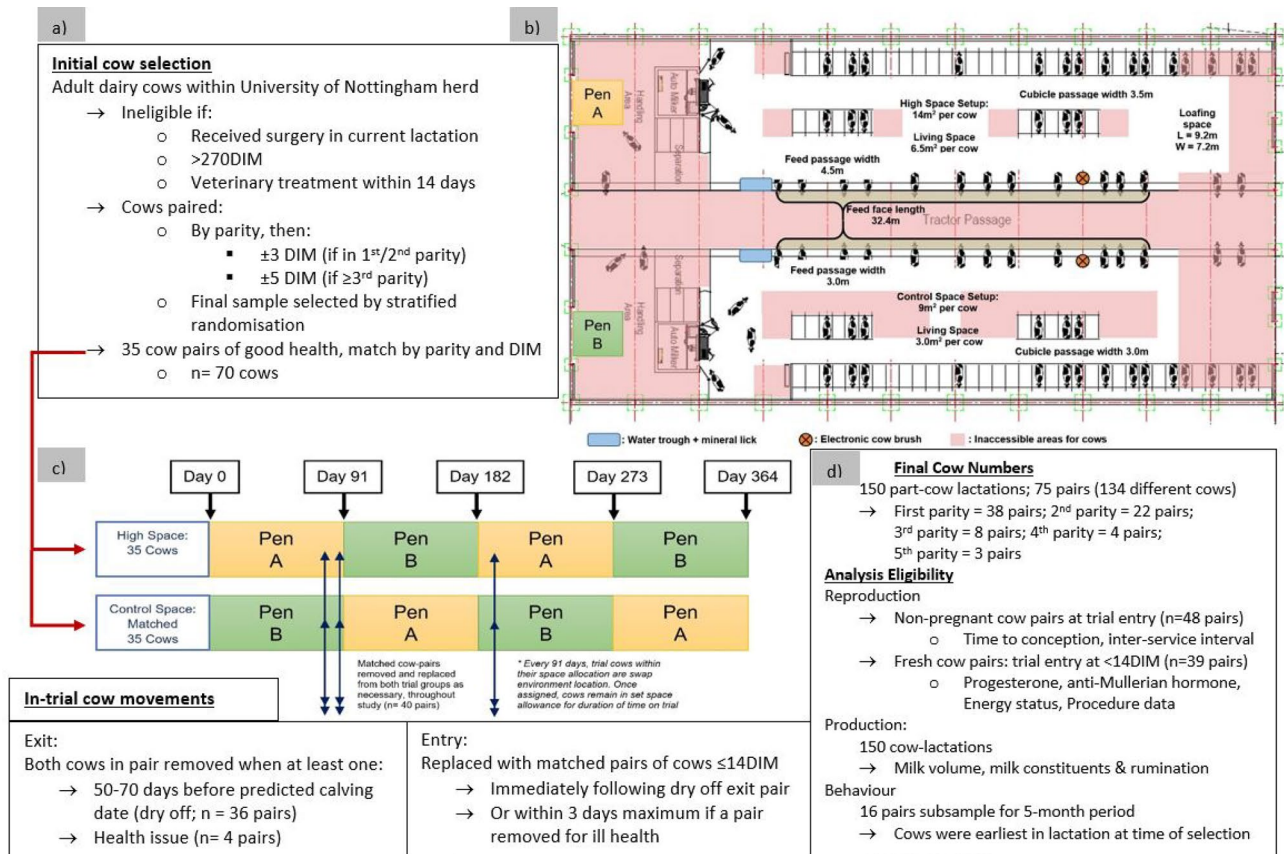 a)
Initial cow selection
Adult dairy cows within University of Nottingham herd
→ Ineligible if:
o Received surgery in current lactation
o >270DIM
o Veterinary treatment within 14 days
→ Cows paired:
o By parity, then:
▪ ±3 DIM (if in 1st/2nd parity)
▪ ±5 DIM (if ≥3rd parity)
o Final sample selected by stratified
randomisation
→ 35 cow pairs of good health, match by parity and DIM
o n= 70 cows
b)
Pen
A
Handling
Area
Auto Milker
Separation
High Space Setup:
14m² per cow
Living Space
6.5m² per cow
Cubicle passage width 3.5m
Loafing
space
L = 9.2m
W = 7.2m
Feed passage width
4.5m
Feed face length
32.4m
Tractor Passage
Feed passage width
3.0m
Pen
B
Handling
Area
Separation
Auto Milker
Control Space Setup:
9m² per cow
Living Space
3.0m² per cow
Cubicle passage width 3.0m
: Water trough + mineral lick
: Electronic cow brush
: Inaccessible areas for cows
c)
Day 0
Day 91
Day 182
Day 273
Day 364
High Space:
35 Cows
Pen
A
Pen
B
Pen
A
Pen
B
Control Space:
Matched
35 Cows
Pen
B
Pen
A
Pen
B
Pen
A
Matched cow-pairs
removed and replaced
from both trial groups as
necessary, throughout
study (n= 40 pairs)
* Every 91 days, trial cows within
their space allocation are swap
environment location. Once
assigned, cows remain in set space
allowance for duration of time on trial
In-trial cow movements
Exit:
Both cows in pair removed when at least one:
→ 50-70 days before predicted calving
date (dry off; n = 36 pairs)
→ Health issue (n= 4 pairs)
Entry:
Replaced with matched pairs of cows ≤14DIM
→ Immediately following dry off exit pair
→ Or within 3 days maximum if a pair
removed for ill health
d)
Final Cow Numbers
150 part-cow lactations; 75 pairs (134 different cows)
→ First parity = 38 pairs; 2nd parity = 22 pairs;
3rd parity = 8 pairs; 4th parity = 4 pairs;
5th parity = 3 pairs
Analysis Eligibility
Reproduction
→ Non-pregnant cow pairs at trial entry (n=48 pairs)
o Time to conception, inter-service interval
→ Fresh cow pairs: trial entry at <14DIM (n=39 pairs)
o Progesterone, anti-Mullerian hormone,
Energy status, Procedure data
Production:
150 cow-lactations
→ Milk volume, milk constituents & rumination
Behaviour
16 pairs subsample for 5-month period
→ Cows were earliest in lactation at time of selection